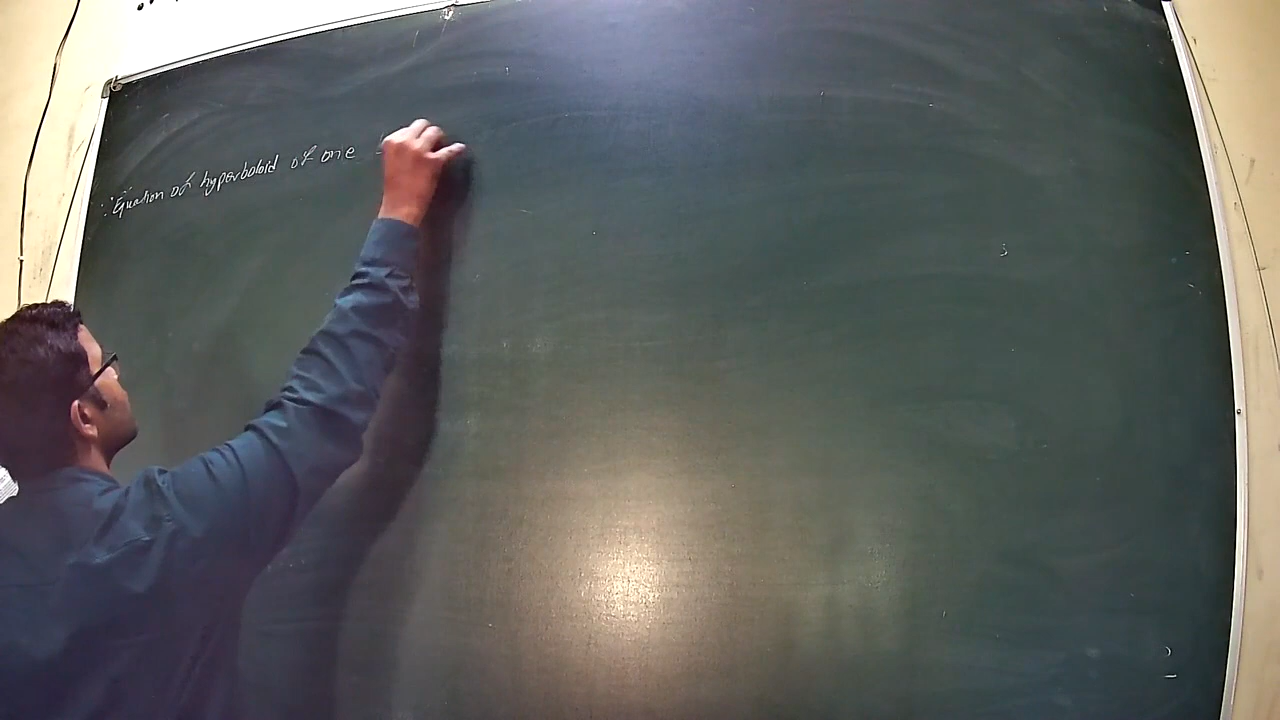 ∴ Equation of hyperboloid of one